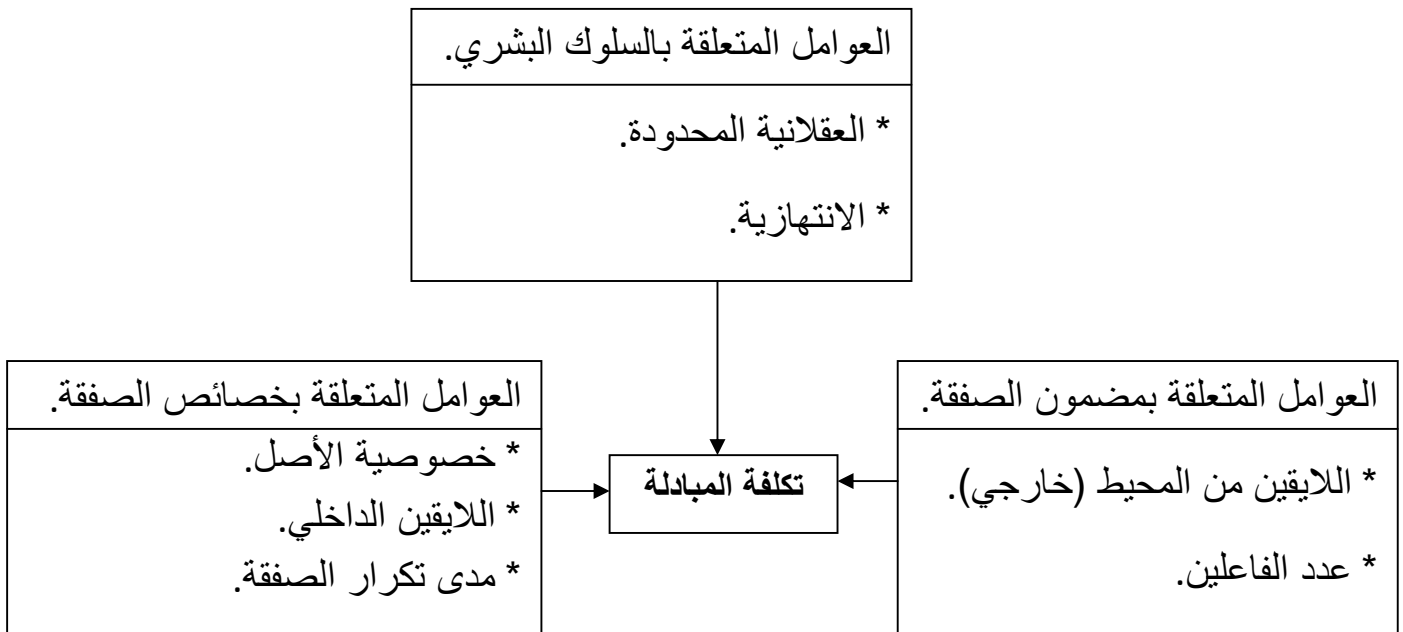 العوامل المتعلقة بالسلوك البشري.
* العقلانية المحدودة.
* الانتهازية.
العوامل المتعلقة بمضمون الصفقة.
* اللايقين من المحيط (خارجي).
* عدد الفاعلين.
تكلفة المبادلة
العوامل المتعلقة بخصائص الصفقة.
* خصوصية الأصل.
* اللايقين الداخلي.
* مدى تكرار الصفقة.